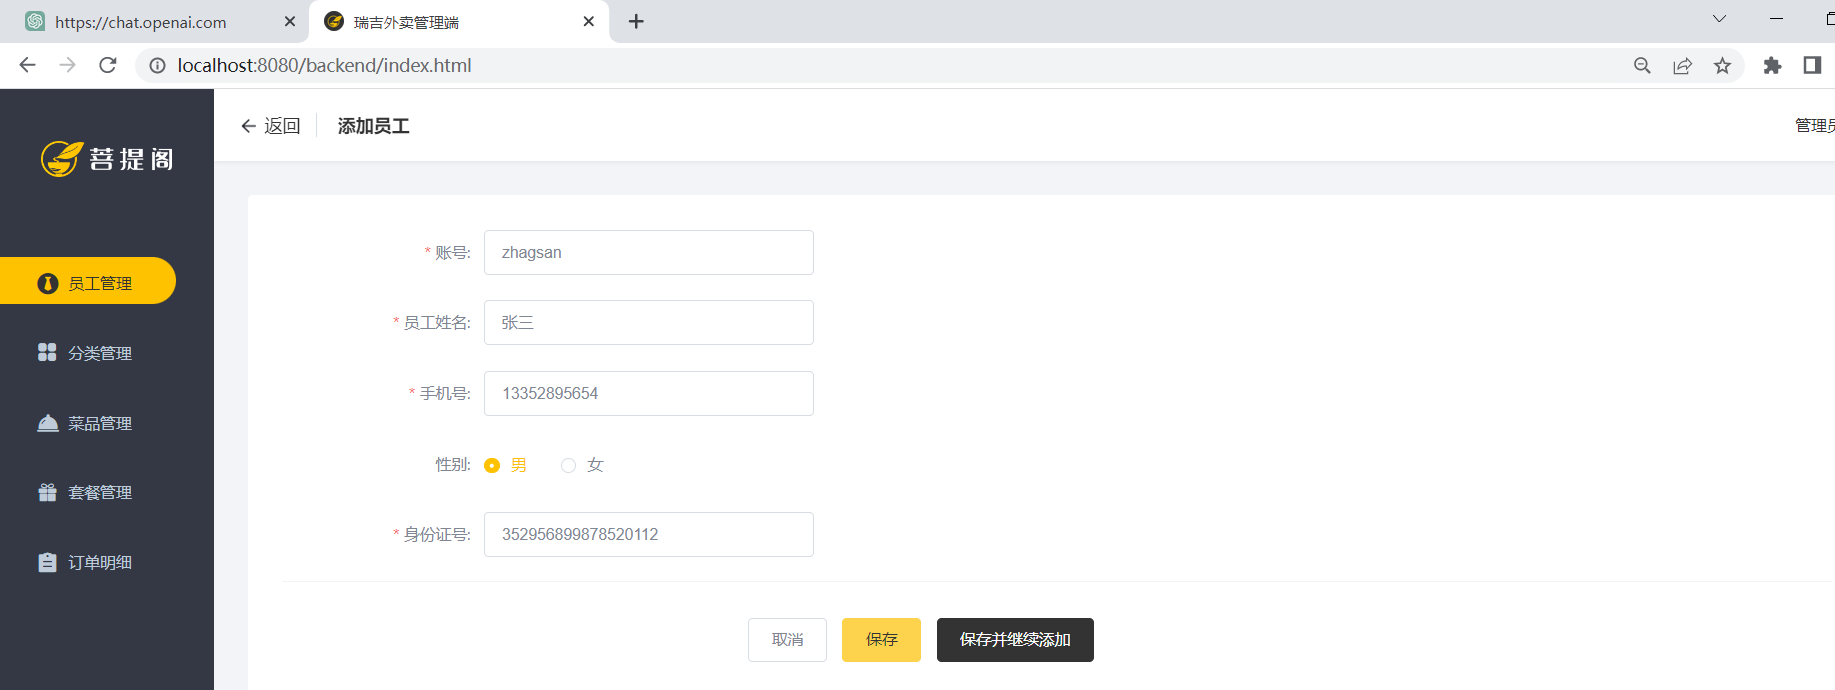 https://chat.openai.com
瑞吉外卖管理端
localhost:8080/backend/index.html
菩提阁
返回
添加员工
管理员
员工管理
分类管理
菜品管理
套餐管理
订单明细
* 账号: zhagsan
* 员工姓名: 张三
* 手机号: 13352895654
性别: 男 女
* 身份证号: 352956899878520112
取消 保存 保存并继续添加